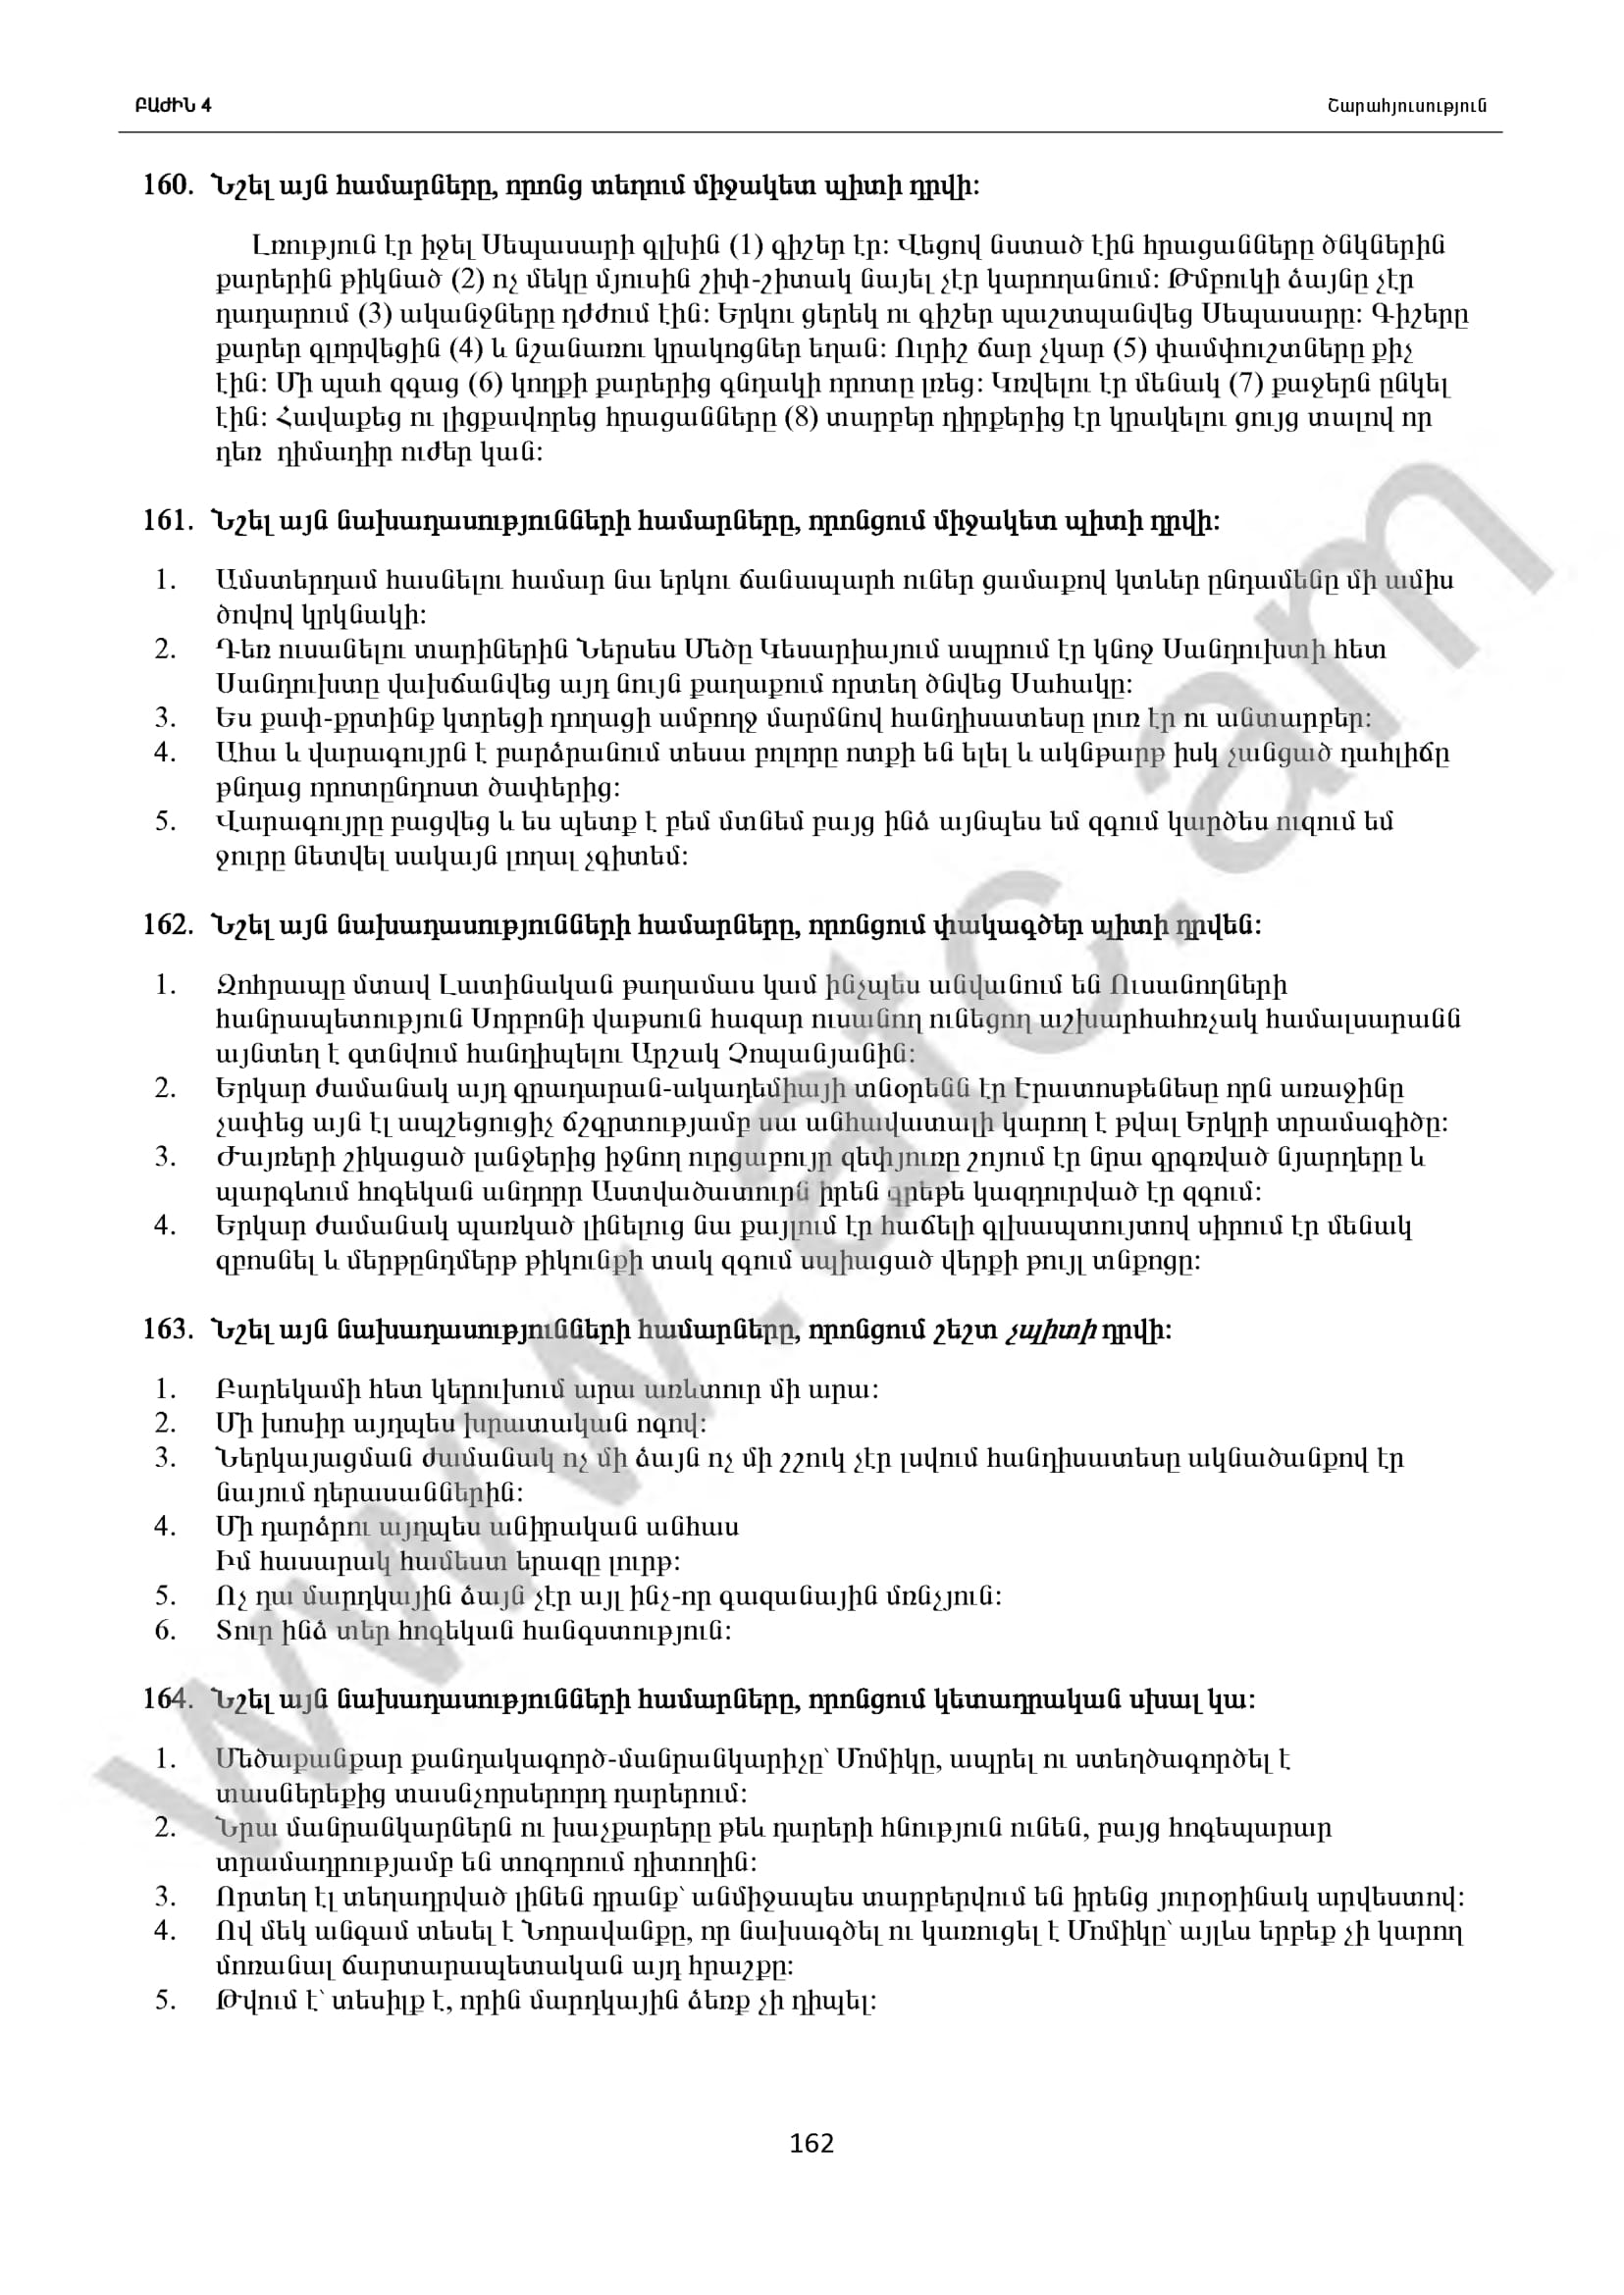 ԲԱԺԻՆ 4
Շարահյուսություն
160. Նշել այն համարները, որոնց տեղում միջակետ պիտի դրվի:
Լռություն էր իջել Սեպասարի գլխին (1) գիշեր էր: Վեցով նստած էին հրացանները ծնկներին
քարերին թիկնած (2) ոչ մեկը մյուսին շիփ-շիտակ նայել չէր կարողանում: Թմբուկի ձայնը չէր
դադարում (3) ականջները դժժում էին: Երկու ցերեկ ու գիշեր պաշտպանվեց Սեպասարը: Գիշերը
քարեր գլորվեցին (4) և նշանառու կրակոցներ եղան: Ուրիշ ճար չկար (5) փամփուշտները քիչ
էին: Մի պահ զգաց (6) կողքի քարերից գնդակի որոտը լռեց: Կռվելու էր մենակ (7) քաջերն ընկել
էին: Հավաքեց ու լիցքավորեց հրացանները (8) տարբեր դիրքերից էր կրակելու ցույց տալով որ
դեռ դիմադիր ուժեր կան:
161. Նշել այն նախադասությունների համարները, որոնցում միջակետ պիտի դրվի:
1. Ամստերդամ հասնելու համար նա երկու ճանապարհ ուներ ցամաքով կտևեր ընդամենը մի ամիս
ծովով կրկնակի:
2. Դեռ ուսանելու տարիներին Ներսես Մեծը Կեսարիայում ապրում էր կնոջ Սանդուխտի հետ
Սանդուխտը վախճանվեց այդ նույն քաղաքում որտեղ ծնվեց Սահակը:
3. Ես քափ-քրտինք կտրեցի դողացի ամբողջ մարմնով հանդիսատեսը լուռ էր ու անտարբեր:
4. Ահա և վարագույրն է բարձրանում տեսա բոլորը ոտքի են ելել և ակնթարթ իսկ չանցած դահլիճը
թնդաց որոտընդոստ ծափերից:
5. Վարագույրը բացվեց և ես պետք է բեմ մտնեմ բայց ինձ այնպես եմ զգում կարծես ուզում եմ
ջուրը նետվել սակայն լողալ չգիտեմ:
162. Նշել այն նախադասությունների համարները, որոնցում փակագծեր պիտի դրվեն:
1. Զոհրապը մտավ Լատինական թաղամաս կամ ինչպես անվանում են Ուսանողների
հանրապետություն Սորբոնի վաթսուն հազար ուսանող ունեցող աշխարհահռչակ համալսարանն
այնտեղ է գտնվում հանդիպելու Արշակ Չոպանյանին:
2. Երկար ժամանակ այդ գրադարան-ակադեմիայի տնօրենն էր Էրատոսթենեսը որն առաջինը
չափեց այն էլ ապշեցուցիչ ճշգրտությամբ սա անհավատալի կարող է թվալ Երկրի տրամագիծը:
3. Ժայռերի շիկացած լանջերից իջնող ուրցաբույր զեփյուռը շոյում էր նրա գրգռված նյարդերը և
պարգևում հոգեկան անդորր Աստվածատուրն իրեն գրեթե կազդուրված էր զգում:
4. Երկար ժամանակ պառկած լինելուց նա քայլում էր հաճելի գլխապտույտով սիրում էր մենակ
զբոսնել և մերթընդմերթ թիկունքի տակ զգում սպիացած վերքի թույլ տնքոցը:
163. Նշել այն նախադասությունների համարները, որոնցում շեշտ չպիտի դրվի:
1. Բարեկամի հետ կերուխում արա առևտուր մի արա:
2. Մի խոսիր այդպես խրատական ոգով:
3. Ներկայացման ժամանակ ոչ մի ձայն ոչ մի շշուկ չէր լսվում հանդիսատեսը ակնածանքով էր
նայում դերասաններին:
4. Մի դարձրու այդպես անիրական անհաս
Իմ հասարակ համեստ երազը լուրթ:
5. Ոչ դա մարդկային ձայն չէր այլ ինչ-որ գազանային մռնչյուն:
6. Տուր ինձ տեր հոգեկան հանգստություն:
164. Նշել այն նախադասությունների համարները, որոնցում կետադրական սխալ կա:
1. Մեծաքանքար քանդակագործ-մանրանկարիչը՝ Մոմիկը, ապրել ու ստեղծագործել է
տասներեքից տասնչորսերորդ դարերում:
2. Նրա մանրանկարներն ու խաչքարերը թեև դարերի հնություն ունեն, բայց հոգեպարար
տրամադրությամբ են տոգորում դիտողին:
3. Որտեղ էլ տեղադրված լինեն դրանք՝ անմիջապես տարբերվում են իրենց յուրօրինակ արվեստով:
4. Ով մեկ անգամ տեսել է Նորավանքը, որ նախագծել ու կառուցել է Մոմիկը՝ այլևս երբեք չի կարող
մոռանալ ճարտարապետական այդ հրաշքը:
5. Թվում է՝ տեսիլք է, որին մարդկային ձեռք չի դիպել:
162
www.atc.am